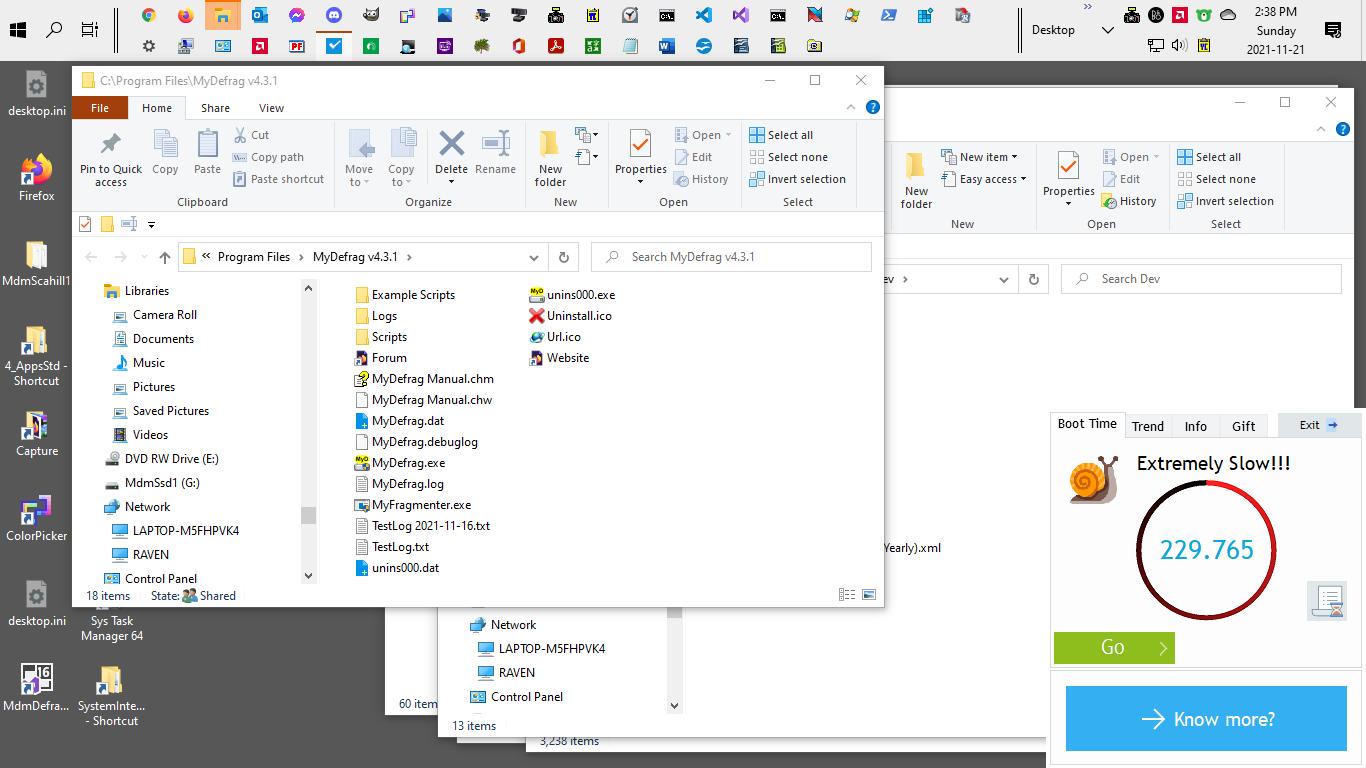 2:38 PM
Sunday
2021-11-21
Desktop
desktop.ini
Firefox
MdmScahill1
4_AppsStd -
Shortcut
Capture
ColorPicker
desktop.ini
Sys Task
Manager 64
MdmDefra...
SystemInte...
- Shortcut
C:\Program Files\MyDefrag v4.3.1
File
Home
Share
View
Pin to Quick
access
Copy
Paste
Cut
Copy path
Paste shortcut
Clipboard
Move
to
Copy
to
Delete
Rename
Organize
New
folder
New
Properties
Open
Edit
History
Open
Select all
Select none
Invert selection
Select
Program Files > MyDefrag v4.3.1 >
Search MyDefrag v4.3.1
Libraries
Camera Roll
Documents
Music
Pictures
Saved Pictures
Videos
DVD RW Drive (E:)
MdmSsd1 (G:)
Network
LAPTOP-M5FHPVK4
RAVEN
Control Panel
Example Scripts
Logs
Scripts
Forum
MyDefrag Manual.chm
MyDefrag Manual.chw
MyDefrag.dat
MyDefrag.debuglog
MyDefrag.exe
MyDefrag.log
MyFragmenter.exe
TestLog 2021-11-16.txt
TestLog.txt
unins000.dat
unins000.exe
Uninstall.ico
Url.ico
Website
18 items
State: Shared
New
folder
New item
Easy access
New
Properties
Open
Edit
History
Open
Select all
Select none
Invert selection
Select
ev >
Search Dev
Yearly).xml
Network
LAPTOP-M5FHPVK4
RAVEN
Control Panel
60 item
13 items
3,238 items
Boot Time
Trend
Info
Gift
Exit
Extremely Slow!!!
229.765
Go
Know more?